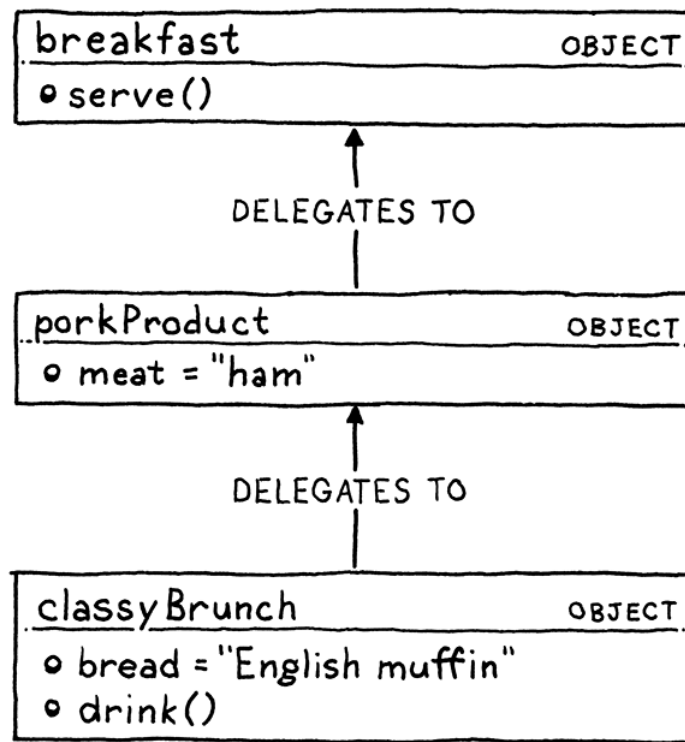 breakfast OBJECT
serve()
DELEGATES TO
porkProduct OBJECT
meat = "ham"
DELEGATES TO
classyBrunch OBJECT
bread = "English muffin"
drink()